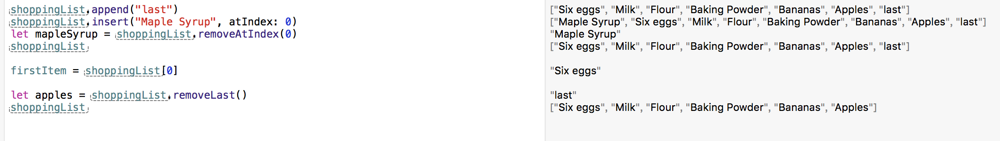 shoppingList.append("last")
shoppingList.insert("Maple Syrup", atIndex: 0)
let mapleSyrup = shoppingList.removeAtIndex(0)
shoppingList
firstItem = shoppingList[0]
let apples = shoppingList.removeLast()
shoppingList
["Six eggs", "Milk", "Flour", "Baking Powder", "Bananas", "Apples", "last"]
["Maple Syrup", "Six eggs", "Milk", "Flour", "Baking Powder", "Bananas", "Apples", "last"]
"Maple Syrup"
["Six eggs", "Milk", "Flour", "Baking Powder", "Bananas", "Apples", "last"]
"Six eggs"
"last"
["Six eggs", "Milk", "Flour", "Baking Powder", "Bananas", "Apples"]